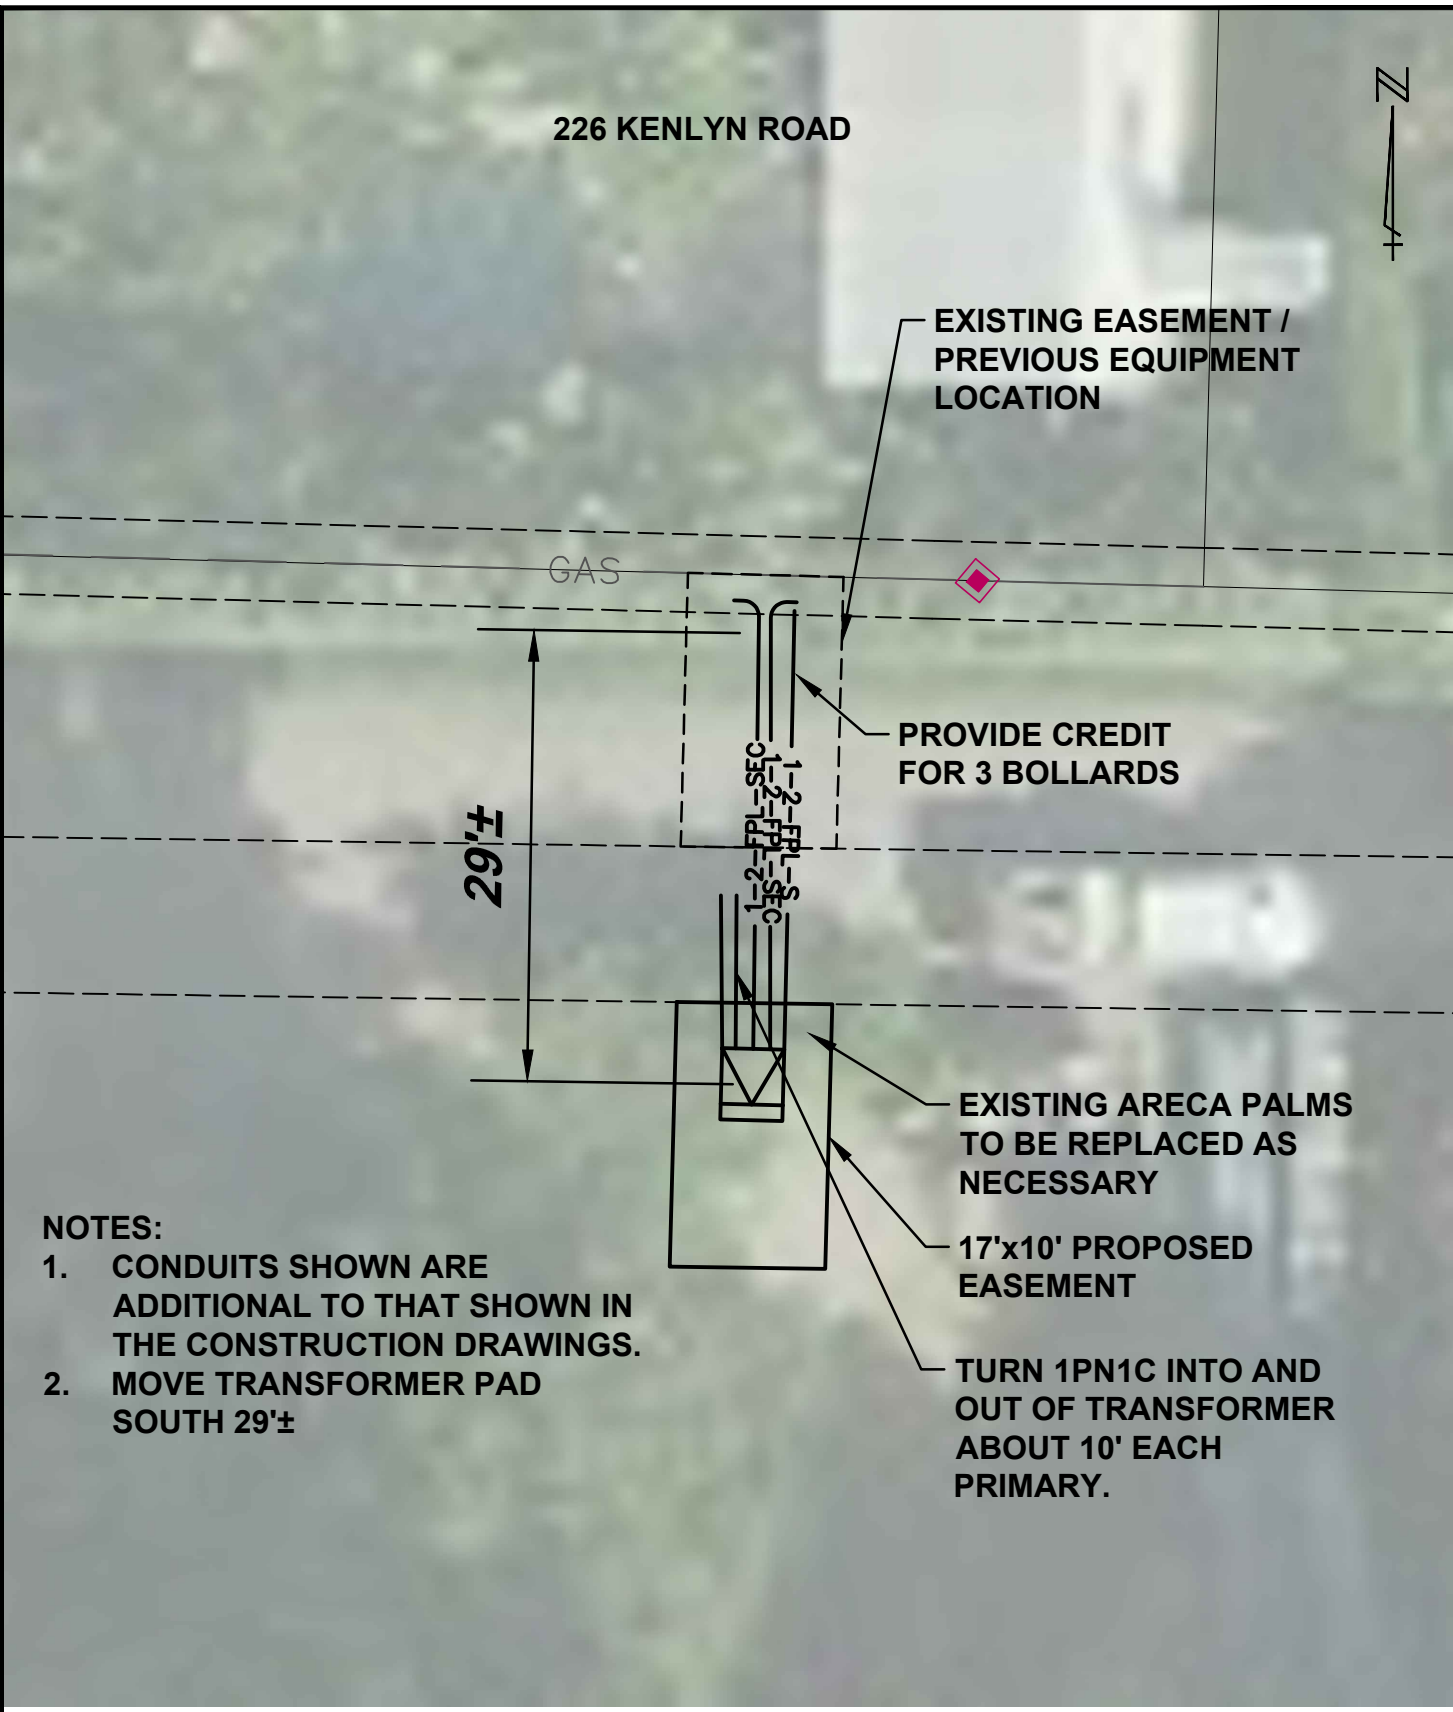 226 KENLYN ROAD
N
EXISTING EASEMENT /
PREVIOUS EQUIPMENT
LOCATION
GAS
PROVIDE CREDIT
FOR 3 BOLLARDS
1-2-FPL-SEC
1-2-FPL-SEC
1-2-FPL-S
29'±
EXISTING ARECA PALMS
TO BE REPLACED AS
NECESSARY
17'x10' PROPOSED
EASEMENT
TURN 1PN1C INTO AND
OUT OF TRANSFORMER
ABOUT 10' EACH
PRIMARY.
NOTES:
1. CONDUITS SHOWN ARE
ADDITIONAL TO THAT SHOWN IN
THE CONSTRUCTION DRAWINGS.
2. MOVE TRANSFORMER PAD
SOUTH 29'±